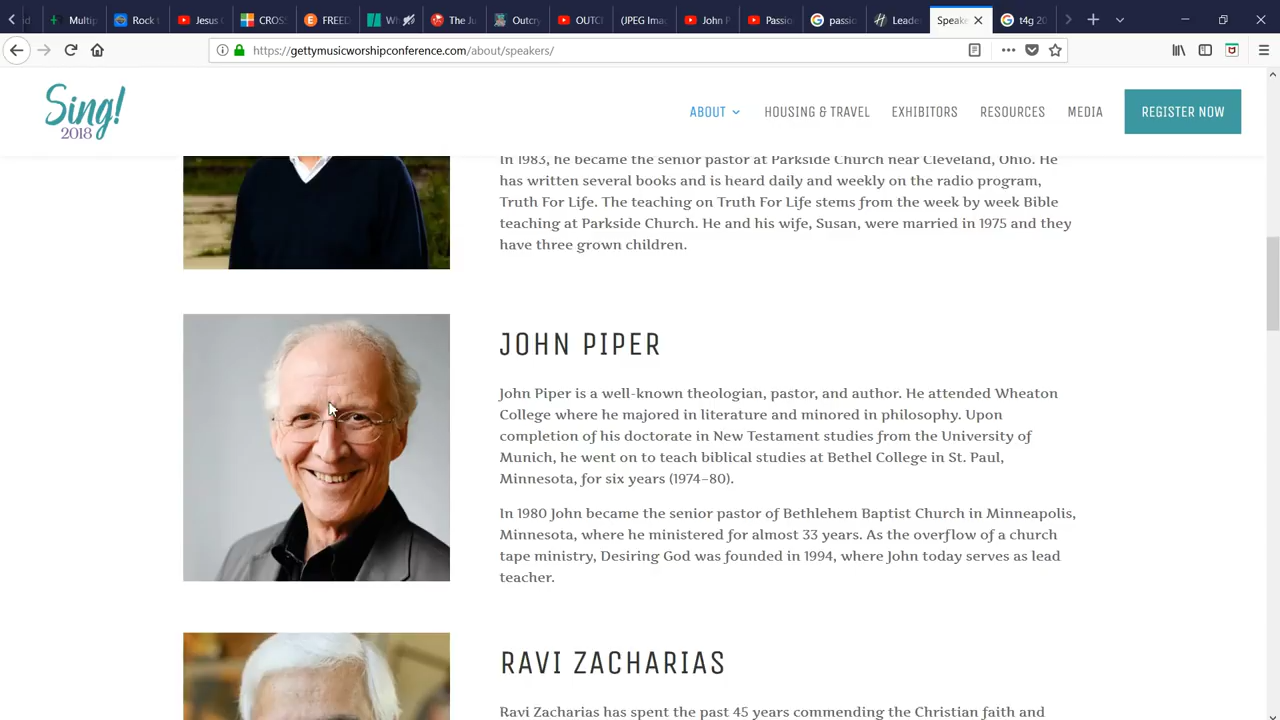 Multipl
Rock t
Jesus C
CROSS
FREED
Wh
The Ju
Outcry
OUTCR
(JPEG Imag
John P
Passio
passio
Leade
Speake
t4g 20
https://gettymusicworshipconference.com/about/speakers/
Sing!
2018
ABOUT
HOUSING & TRAVEL
EXHIBITORS
RESOURCES
MEDIA
REGISTER NOW
In 1983, he became the senior pastor at Parkside Church near Cleveland, Ohio. He
has written several books and is heard daily and weekly on the radio program,
Truth For Life. The teaching on Truth For Life stems from the week by week Bible
teaching at Parkside Church. He and his wife, Susan, were married in 1975 and they
have three grown children.
JOHN PIPER
John Piper is a well-known theologian, pastor, and author. He attended Wheaton
College where he majored in literature and minored in philosophy. Upon
completion of his doctorate in New Testament studies from the University of
Munich, he went on to teach biblical studies at Bethel College in St. Paul,
Minnesota, for six years (1974–80).
In 1980 John became the senior pastor of Bethlehem Baptist Church in Minneapolis,
Minnesota, where he ministered for almost 33 years. As the overflow of a church
tape ministry, Desiring God was founded in 1994, where John today serves as lead
teacher.
RAVI ZACHARIAS
Ravi Zacharias has spent the past 45 years commending the Christian faith and